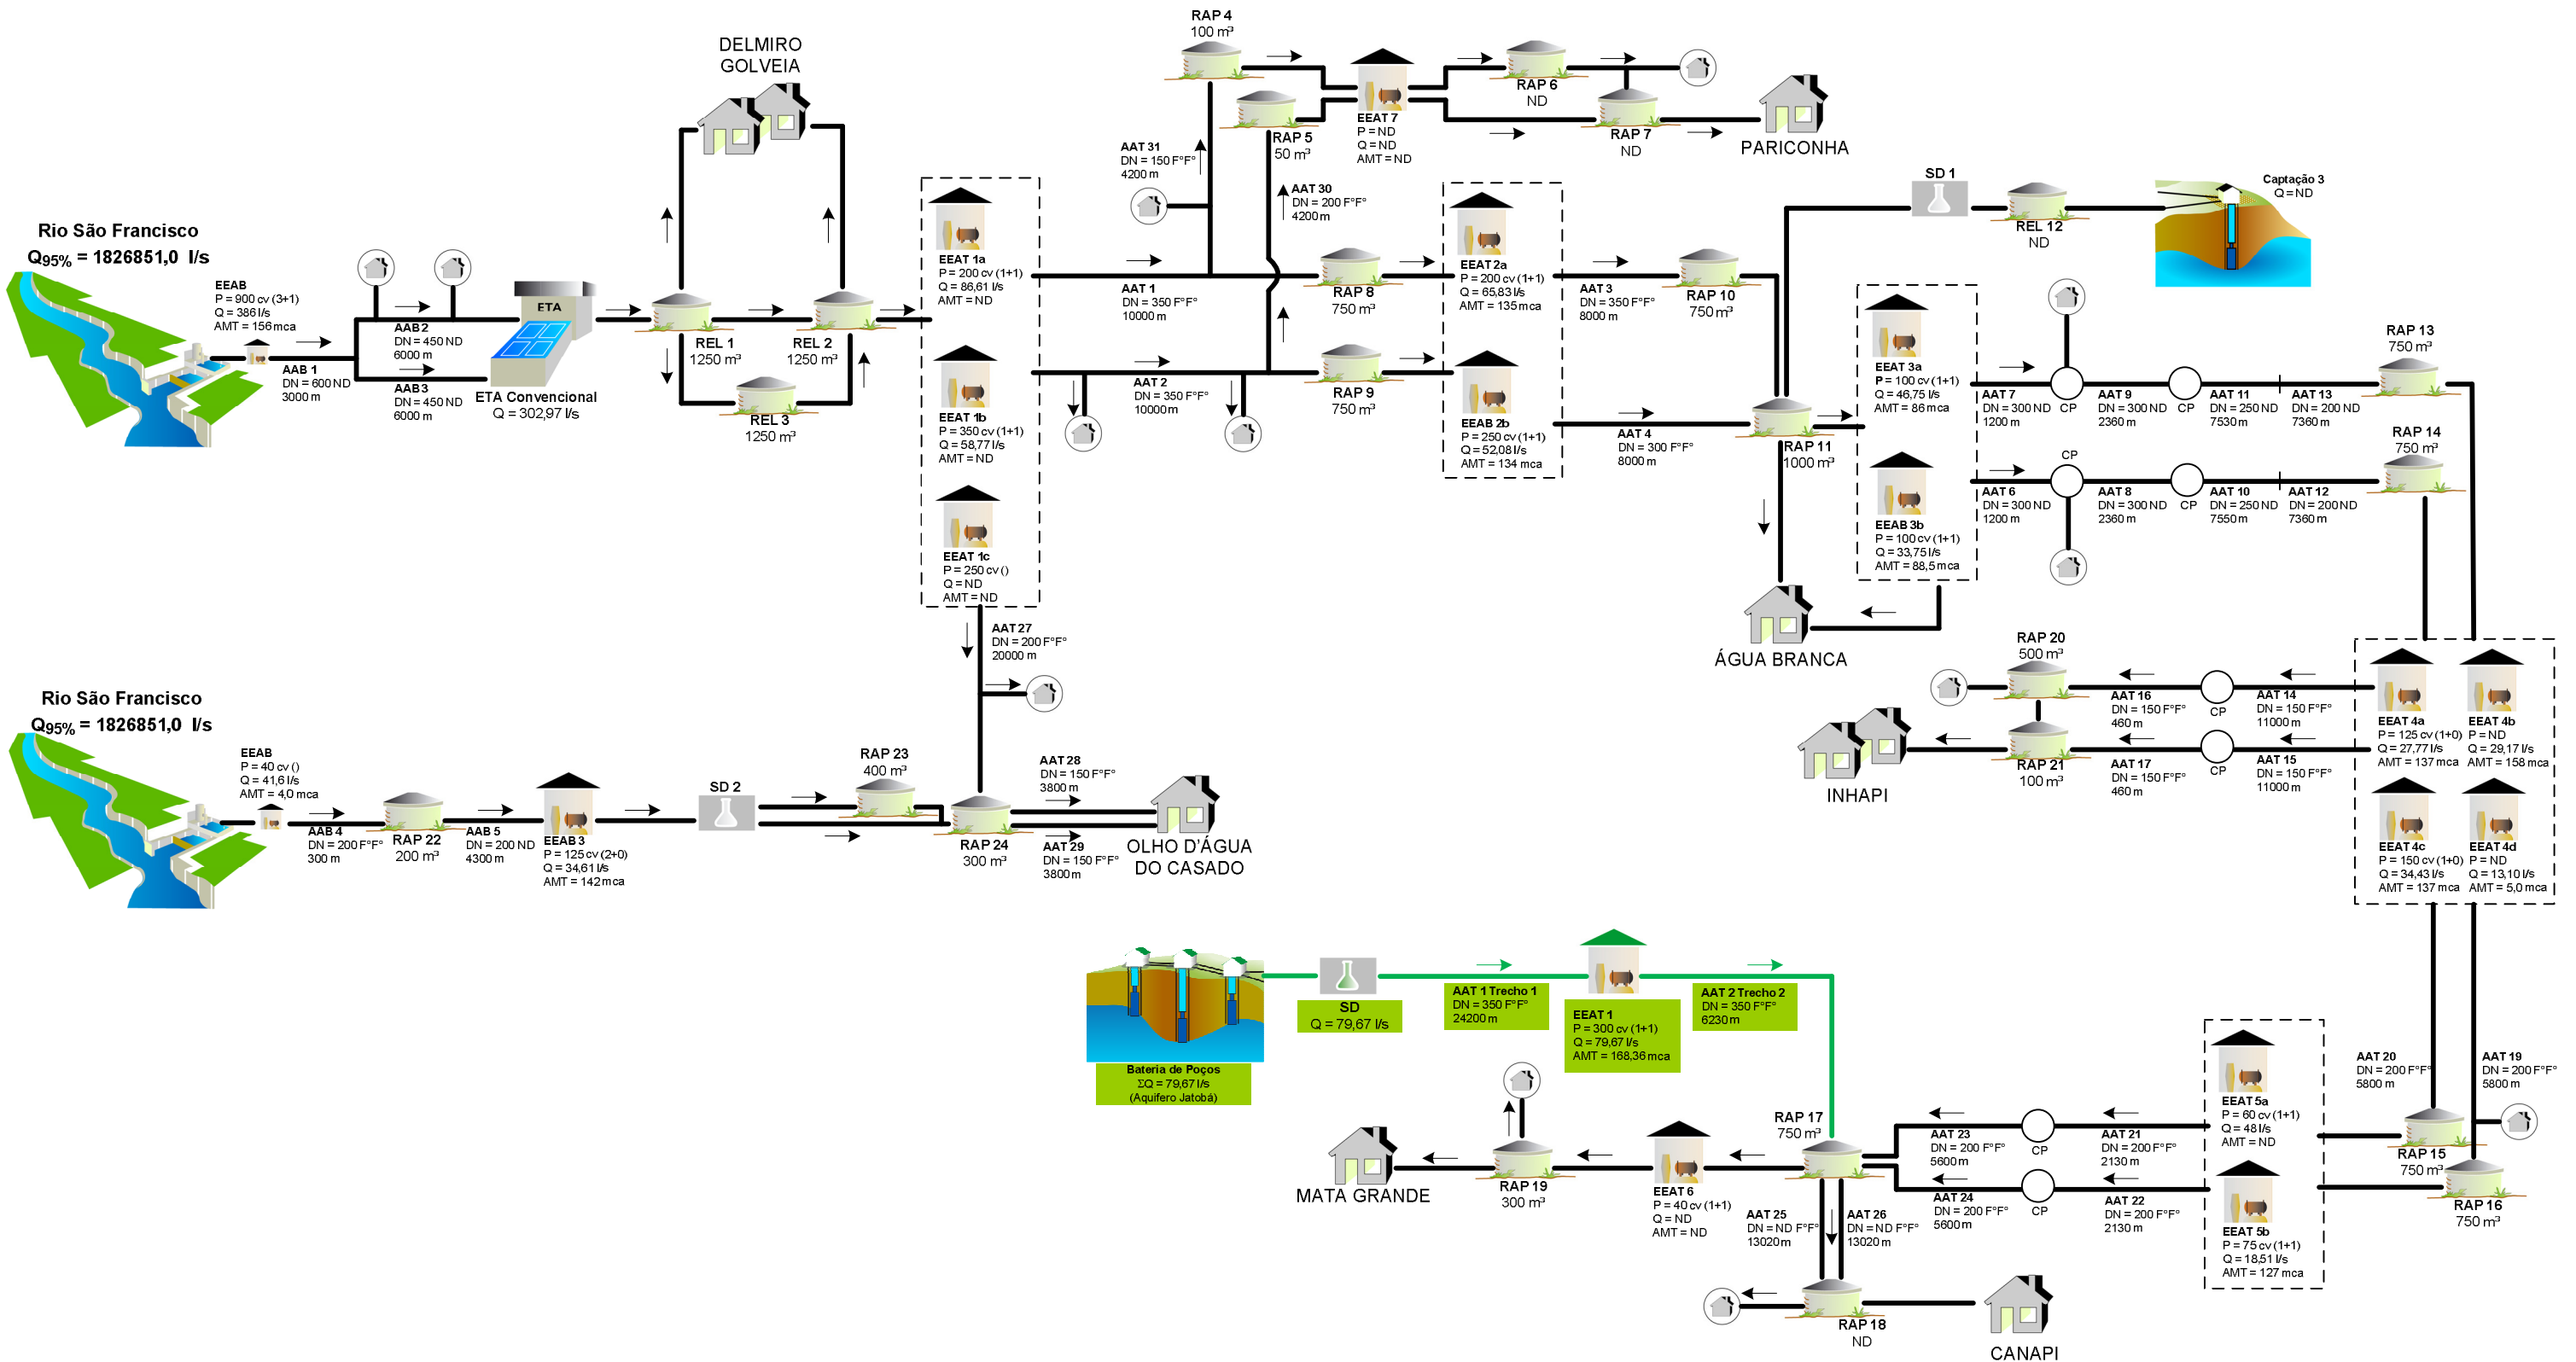 RAP 4
100 m³
DELMIRO
GOLVEIA
RAP 5
50 m³
EEAT 7
P = ND
Q = ND
AMT = ND
RAP 6
ND
RAP 7
ND
PARICONHA
AAT 31
DN = 150 F°F°
4200 m
AAT 30
DN = 200 F°F°
4200 m
SD 1
REL 12
ND
Captação 3
Q = ND
Rio São Francisco
Q95% = 1826851,0 l/s
EEAB
P = 900 cv (3+1)
Q = 386 l/s
AMT = 156 mca
AAB 1
DN = 600 ND
3000 m
AAB 2
DN = 450 ND
6000 m
AAB 3
DN = 450 ND
6000 m
ETA
ETA Convencional
Q = 302,97 l/s
REL 1
1250 m³
REL 2
1250 m³
REL 3
1250 m³
EEAT 1a
P = 200 cv (1+1)
Q = 86,61 l/s
AMT = ND
EEAT 1b
P = 350 cv (1+1)
Q = 58,77 l/s
AMT = ND
EEAT 1c
P = 250 cv ()
Q = ND
AMT = ND
AAT 1
DN = 350 F°F°
10000 m
AAT 2
DN = 350 F°F°
10000 m
RAP 8
750 m³
RAP 9
750 m³
EEAT 2a
P = 200 cv (1+1)
Q = 65,83 l/s
AMT = 135 mca
EEAB 2b
P = 250 cv (1+1)
Q = 52,08 l/s
AMT = 134 mca
AAT 3
DN = 350 F°F°
8000 m
RAP 10
750 m³
AAT 4
DN = 300 F°F°
8000 m
RAP 11
1000 m³
EEAT 3a
P = 100 cv (1+1)
Q = 46,75 l/s
AMT = 86 mca
EEAB 3b
P = 100 cv (1+1)
Q = 33,75 l/s
AMT = 88,5 mca
AAT 7
DN = 300 ND
1200 m
CP
AAT 9
DN = 300 ND
2360 m
CP
AAT 11
DN = 250 ND
7530 m
AAT 13
DN = 200 ND
7360 m
RAP 13
750 m³
RAP 14
750 m³
CP
AAT 6
DN = 300 ND
1200 m
AAT 8
DN = 300 ND
2360 m
CP
AAT 10
DN = 250 ND
7550 m
AAT 12
DN = 200 ND
7360 m
ÁGUA BRANCA
AAT 27
DN = 200 F°F°
20000 m
RAP 20
500 m³
AAT 16
DN = 150 F°F°
460 m
CP
AAT 14
DN = 150 F°F°
11000 m
INHAPI
RAP 21
100 m³
AAT 17
DN = 150 F°F°
460 m
CP
AAT 15
DN = 150 F°F°
11000 m
EEAT 4a
P = 125 cv (1+0)
Q = 27,77 l/s
AMT = 137 mca
EEAT 4b
P = ND
Q = 29,17 l/s
AMT = 158 mca
EEAT 4c
P = 150 cv (1+0)
Q = 34,43 l/s
AMT = 137 mca
EEAT 4d
P = ND
Q = 13,10 l/s
AMT = 5,0 mca
Rio São Francisco
Q95% = 1826851,0 l/s
EEAB
P = 40 cv ()
Q = 41,6 l/s
AMT = 4,0 mca
AAB 4
DN = 200 F°F°
300 m
RAP 22
200 m³
AAB 5
DN = 200 ND
4300 m
EEAB 3
P = 125 cv (2+0)
Q = 34,61 l/s
AMT = 142 mca
SD 2
RAP 23
400 m³
RAP 24
300 m³
AAT 28
DN = 150 F°F°
3800 m
AAT 29
DN = 150 F°F°
3800 m
OLHO D'ÁGUA
DO CASADO
Bateria de Poços
ΣQ = 79,67 l/s
(Aquifero Jatobá)
SD
Q = 79,67 l/s
AAT 1 Trecho 1
DN = 350 F°F°
24200 m
EEAT 1
P = 300 cv (1+1)
Q = 79,67 l/s
AMT = 168,36 mca
AAT 2 Trecho 2
DN = 350 F°F°
6230 m
AAT 20
DN = 200 F°F°
5800 m
AAT 19
DN = 200 F°F°
5800 m
RAP 15
750 m³
RAP 16
750 m³
EEAT 5a
P = 60 cv (1+1)
Q = 48 l/s
AMT = ND
EEAT 5b
P = 75 cv (1+1)
Q = 18,51 l/s
AMT = 127 mca
AAT 23
DN = 200 F°F°
5600 m
CP
AAT 21
DN = 200 F°F°
2130 m
AAT 24
DN = 200 F°F°
5600 m
CP
AAT 22
DN = 200 F°F°
2130 m
RAP 17
750 m³
MATA GRANDE
RAP 19
300 m³
EEAT 6
P = 40 cv (1+1)
Q = ND
AMT = ND
AAT 25
DN = ND F°F°
13020 m
AAT 26
DN = ND F°F°
13020 m
RAP 18
ND
CANAPI